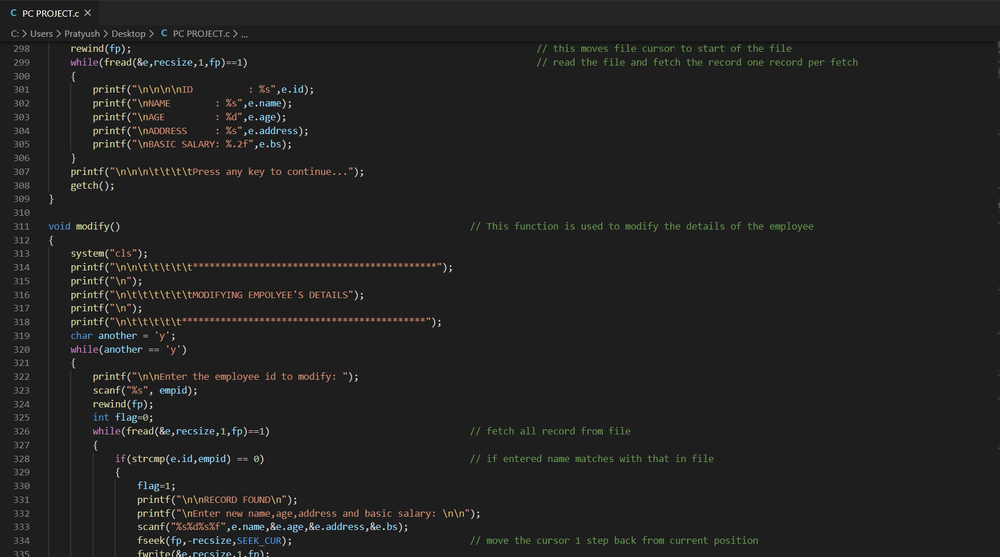 C PC PROJECT.c ×
C: > Users > Pratyush > Desktop > C PC PROJECT.c > ...
298 rewind(fp); // this moves file cursor to start of the file
299 while(fread(&e,recsize,1,fp)==1) // read the file and fetch the record one record per fetch
300 {
301 printf("\n\n\n\nID          : %s",e.id);
302 printf("\nNAME        : %s",e.name);
303 printf("\nAGE         : %d",e.age);
304 printf("\nADDRESS     : %s",e.address);
305 printf("\nBASIC SALARY: %.2f",e.bs);
306 }
307 printf("\n\n\n\t\t\t\tPress any key to continue...");
308 getch();
309 }
310
311 void modify() // This function is used to modify the details of the employee
312 {
313 system("cls");
314 printf("\n\n\t\t\t\t\t********************************************");
315 printf("\n");
316 printf("\n\t\t\t\t\t\tMODIFYING EMPOLYEE'S DETAILS");
317 printf("\n");
318 printf("\n\t\t\t\t\t********************************************");
319 char another = 'y';
320 while(another == 'y')
321 {
322 printf("\n\nEnter the employee id to modify: ");
323 scanf("%s", empid);
324 rewind(fp);
325 int flag=0;
326 while(fread(&e,recsize,1,fp)==1) // fetch all record from file
327 {
328 if(strcmp(e.id,empid) == 0) // if entered name matches with that in file
329 {
330 flag=1;
331 printf("\n\nRECORD FOUND\n");
332 printf("\nEnter new name,age,address and basic salary: \n\n");
333 scanf("%s%d%s%f",e.name,&e.age,&e.address,&e.bs);
334 fseek(fp,-recsize,SEEK_CUR); // move the cursor 1 step back from current position
335 fwrite(&e,recsize,1,fp);